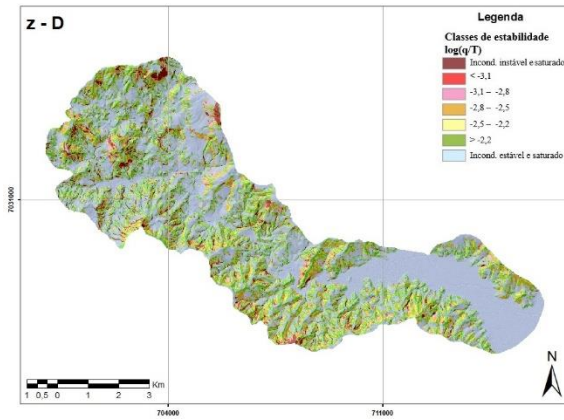 z - D
Legenda
Classes de estabilidade
log(q/T)
Incond. instável e saturado
< -3,1
-3,1 – -2,8
-2,8 – -2,5
-2,5 – -2,2
> -2,2
Incond. estável e saturado
7031000
N
Km
1 0,5 0 1 2 3
704000
711000